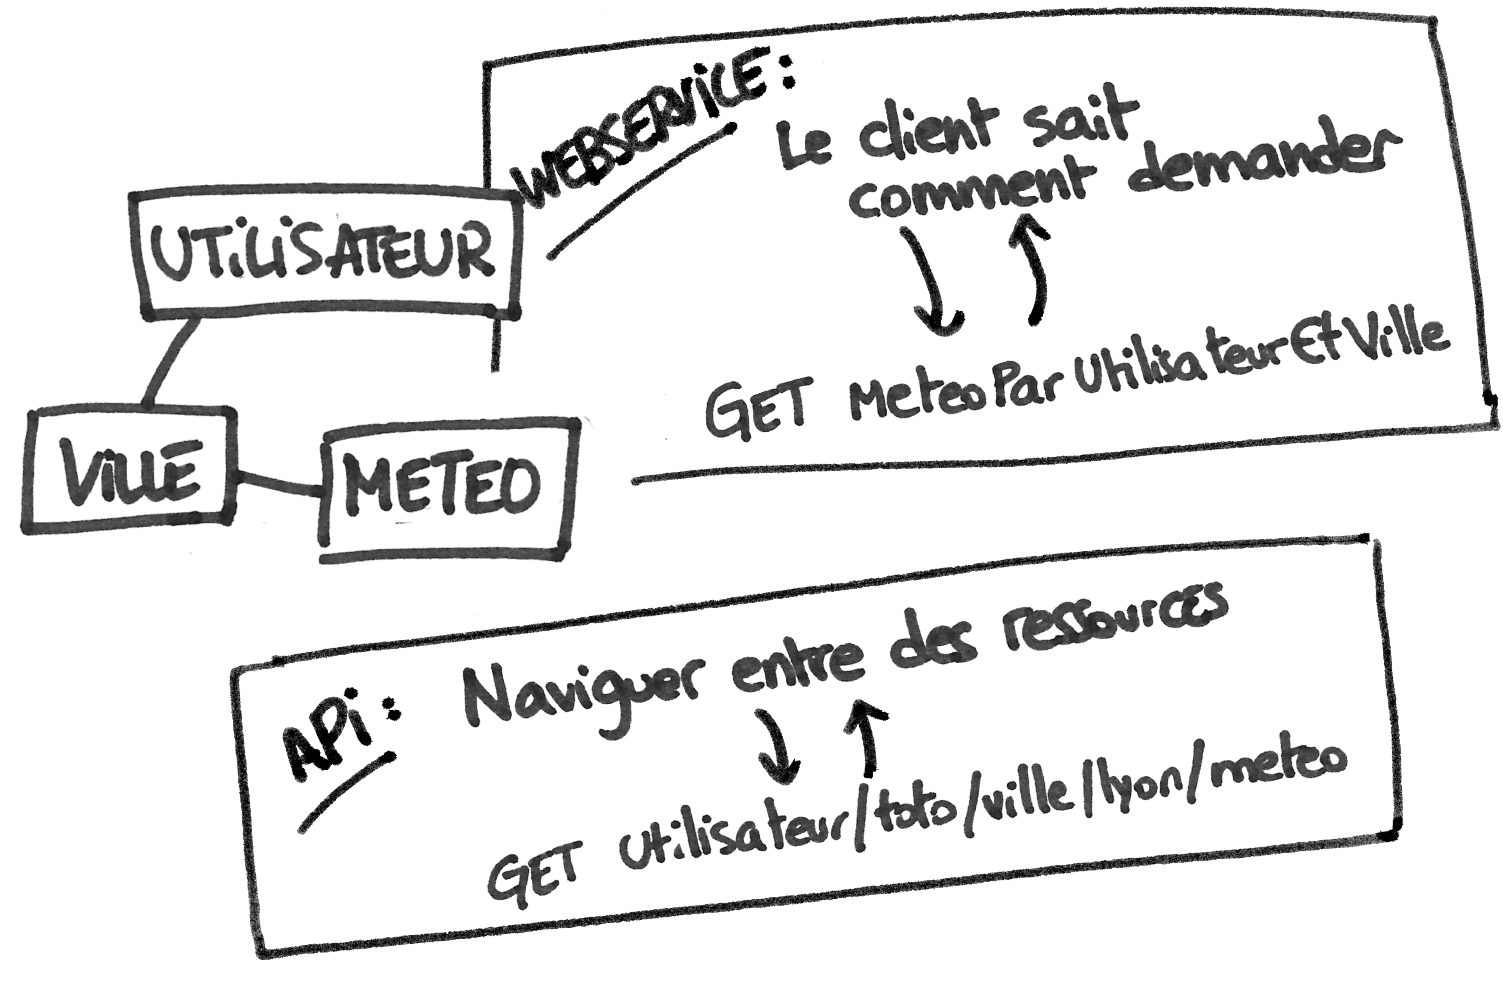 WEBSERVICE:
Le client sait
comment demander
GET MeteoParUtilisateurEtVille
UTILISATEUR
VILLE
METEO
API:
Naviguer entre des ressources
GET Utilisateur/toto/ville/lyon/meteo